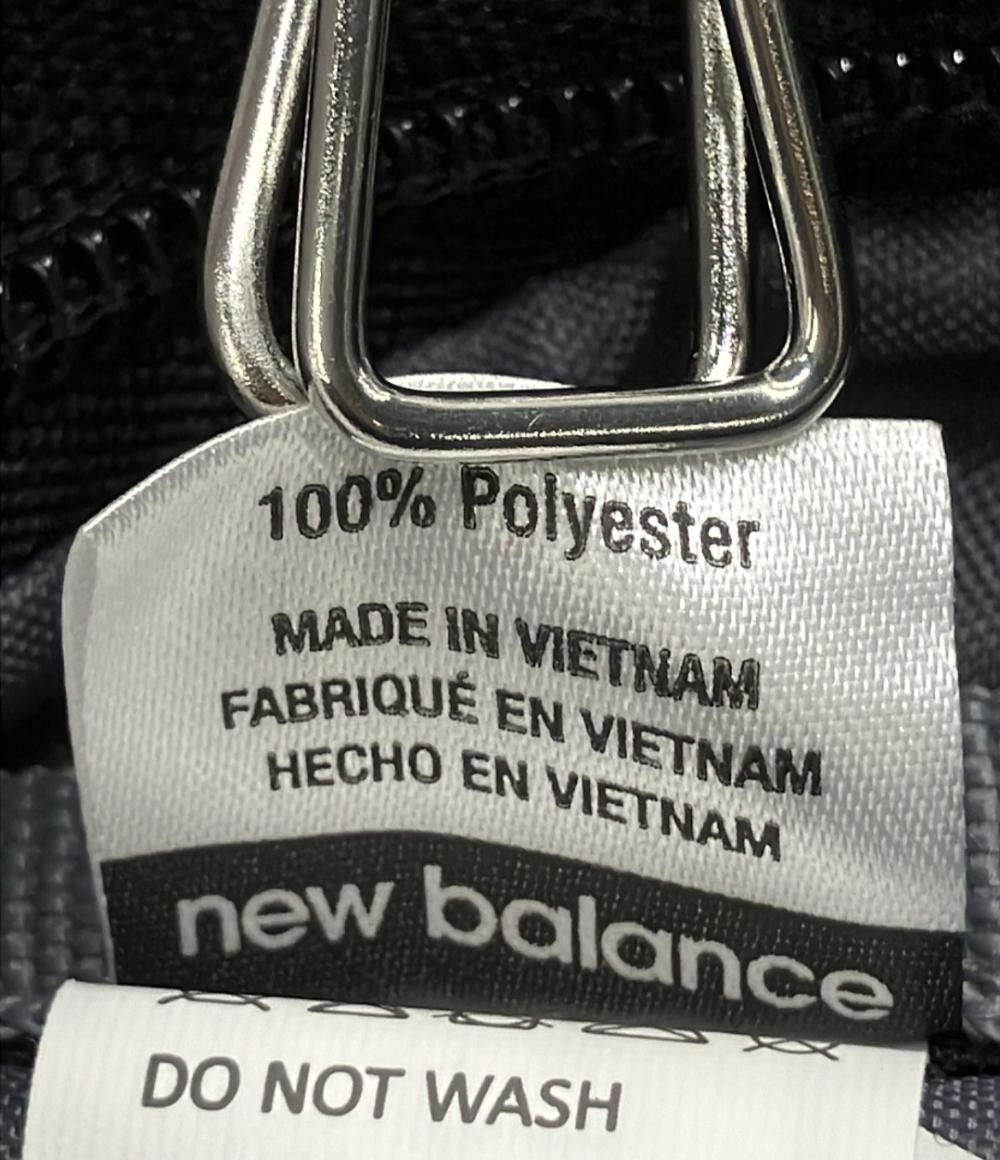 100% Polyester
MADE IN VIETNAM
FABRIQUÉ EN VIETNAM
HECHO EN VIETNAM
new balance
DO NOT WASH